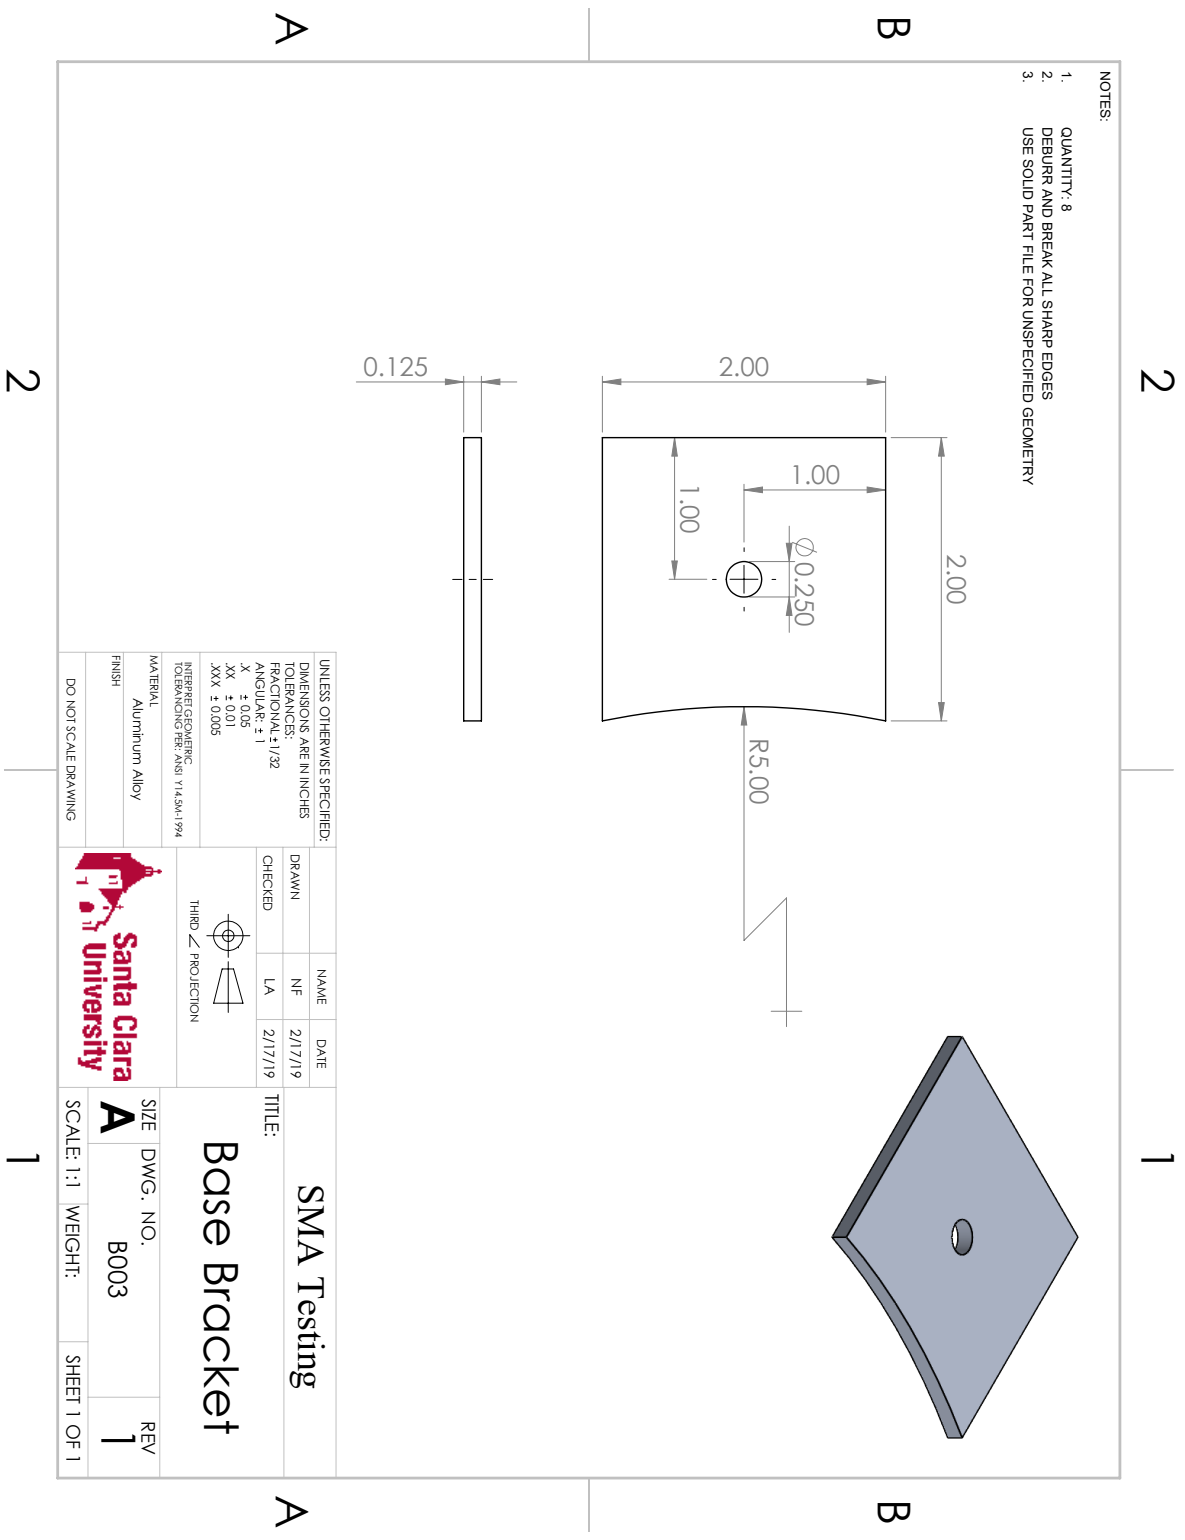 2
1
B
A
B
A
2
1
NOTES:
1. QUANTITY: 8
2. DEBURR AND BREAK ALL SHARP EDGES
3. USE SOLID PART FILE FOR UNSPECIFIED GEOMETRY
2.00
2.00
1.00
1.00
∅ 0.250
R5.00
0.125
UNLESS OTHERWISE SPECIFIED:
DIMENSIONS ARE IN INCHES
TOLERANCES:
FRACTIONAL ± 1/32
ANGULAR: ± 1
.X ± 0.05
.XX ± 0.01
.XXX ± 0.005
INTERPRET GEOMETRIC
TOLERANCING PER: ANSI Y14.5M-1994
MATERIAL
Aluminum Alloy
FINISH
DO NOT SCALE DRAWING
NAME DATE
DRAWN NF 2/17/19
CHECKED LA 2/17/19
THIRD ∠ PROJECTION
Santa Clara
University
SMA Testing
TITLE:
Base Bracket
SIZE DWG. NO. REV
A B003 1
SCALE: 1:1 WEIGHT: SHEET 1 OF 1